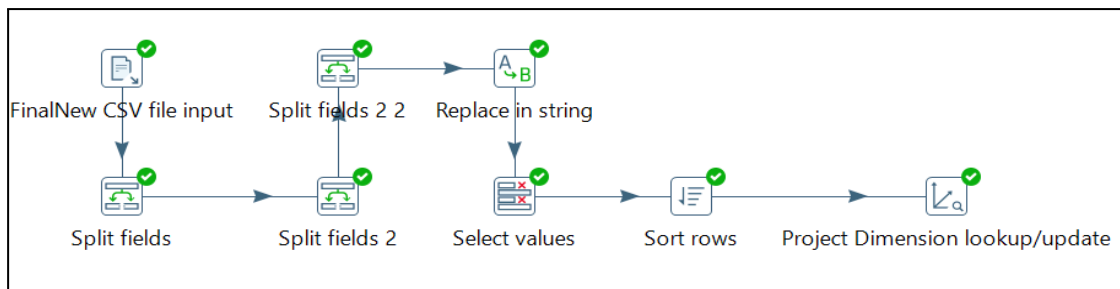 A
B
FinalNew CSV file input
Split fields 2 2
Replace in string
Split fields
Split fields 2
Select values
Sort rows
Project Dimension lookup/update